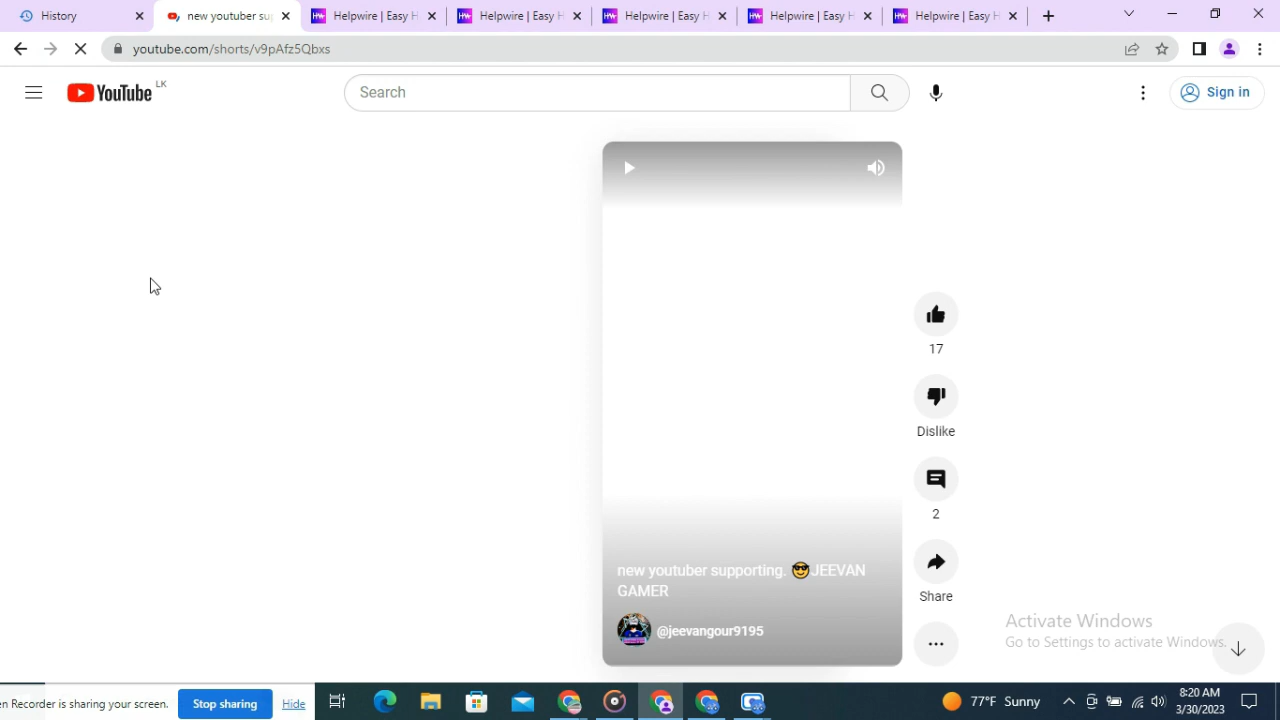 History
new youtuber sup
Helpwire | Easy H
Helpwire | Easy H
Helpwire | Easy H
Helpwire | Easy H
Helpwire | Easy H
youtube.com/shorts/v9pAfz5Qbxs
YouTube LK
Search
Sign in
17
Dislike
2
Share
new youtuber supporting. 😎JEEVAN
GAMER
@jeevangour9195
Activate Windows
Go to Settings to activate Windows.
en Recorder is sharing your screen.
Stop sharing
Hide
77°F Sunny
8:20 AM
3/30/2023